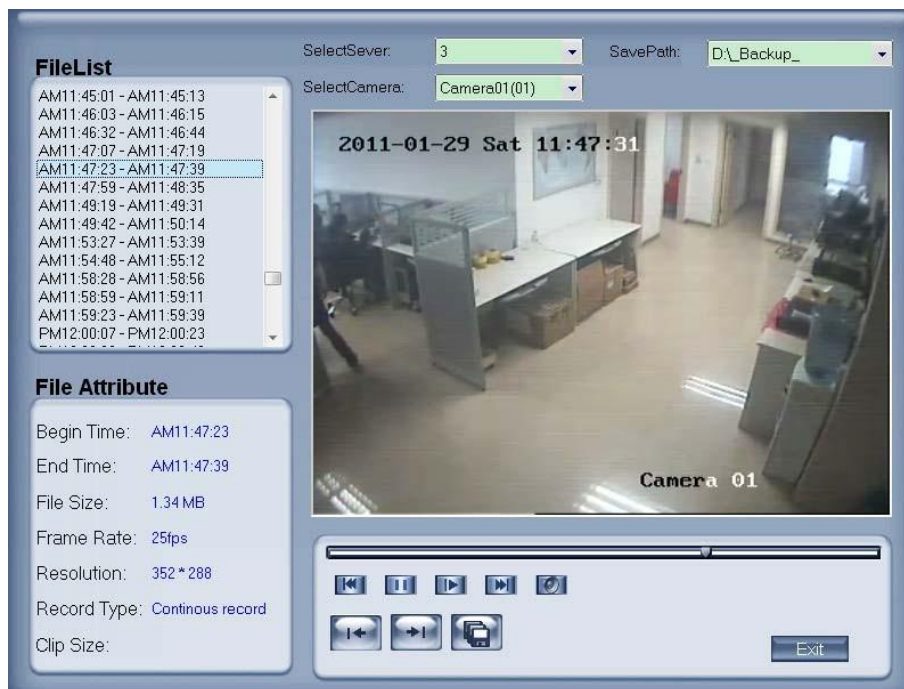 SelectSever: 3 SavePath: D:\_Backup_
SelectCamera: Camera01(01)
FileList
AM11:45:01 - AM11:45:13
AM11:46:03 - AM11:46:15
AM11:46:32 - AM11:46:44
AM11:47:07 - AM11:47:19
AM11:47:23 - AM11:47:39
AM11:47:59 - AM11:48:35
AM11:49:19 - AM11:49:31
AM11:49:42 - AM11:50:14
AM11:53:27 - AM11:53:39
AM11:54:48 - AM11:55:12
AM11:58:28 - AM11:58:56
AM11:58:59 - AM11:59:11
AM11:59:23 - AM11:59:39
PM12:00:07 - PM12:00:23
2011-01-29 Sat 11:47:31
Camera 01
File Attribute
Begin Time: AM11:47:23
End Time: AM11:47:39
File Size: 1.34 MB
Frame Rate: 25fps
Resolution: 352 * 288
Record Type: Continous record
Clip Size:
Exit